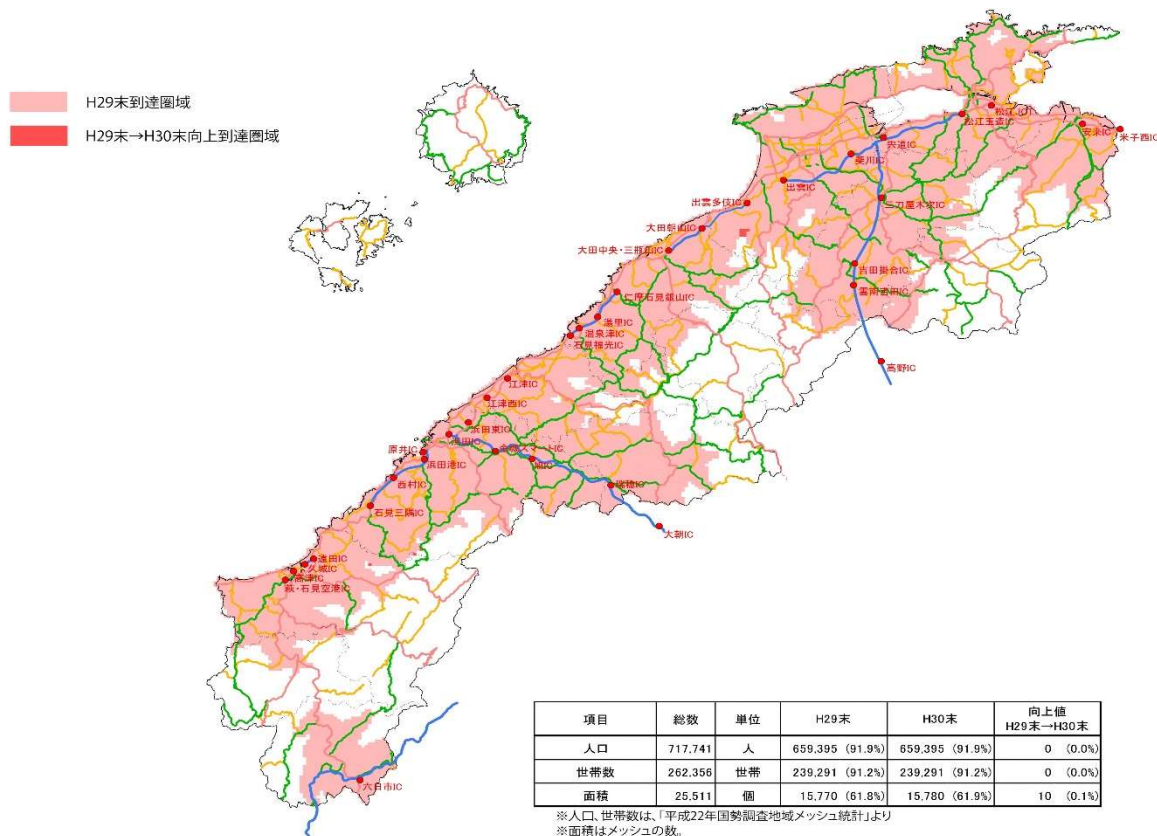 H29末到達圏域
H29末→H30末向上到達圏域
松江玉造IC
安来IC
米子西IC
宍道IC
斐川IC
出雲IC
三刀屋木次IC
出雲多伎IC
大田朝山IC
大田中央・三瓶山IC
吉田掛合IC
雲南吉田IC
仁摩石見銀山IC
湯里IC
温泉津IC
石見福光IC
高野IC
江津IC
江津西IC
浜田東IC
浜田IC
原井IC
浜田港IC
金城スマートIC
旭IC
西村IC
瑞穂IC
石見三隅IC
大朝IC
遠田IC
久城IC
高津IC
萩・石見空港IC
六日市IC
項目 総数 単位 H29末 H30末 向上値 H29末→H30末
人口 717,741 人 659,395 (91.9%) 659,395 (91.9%) 0 (0.0%)
世帯数 262,356 世帯 239,291 (91.2%) 239,291 (91.2%) 0 (0.0%)
面積 25,511 個 15,770 (61.8%) 15,780 (61.9%) 10 (0.1%)
※人口、世帯数は、「平成22年国勢調査地域メッシュ統計」より
※面積はメッシュの数。